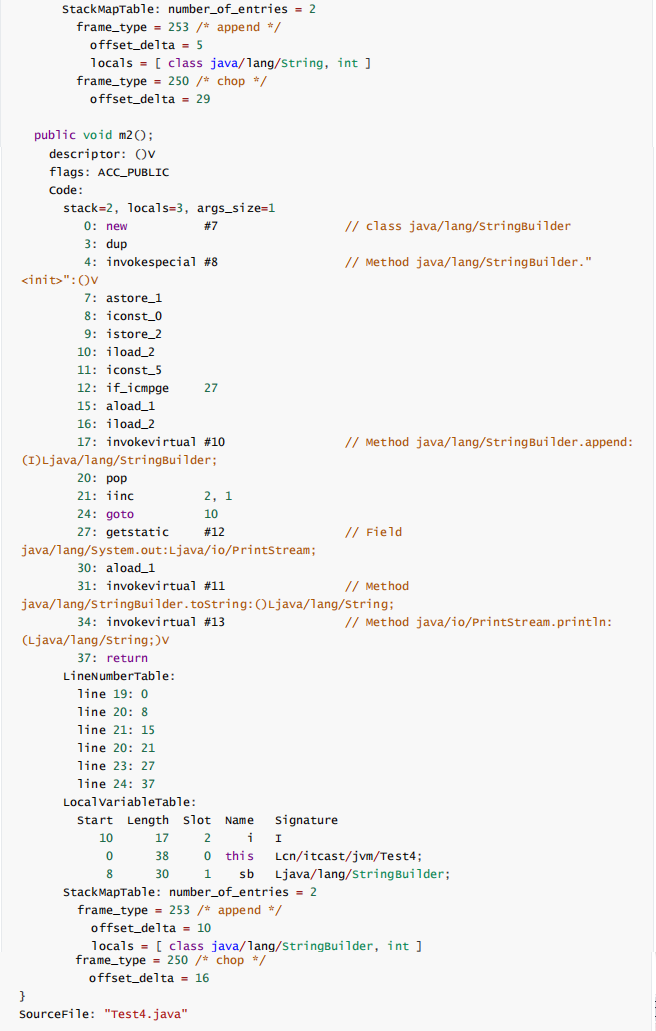 StackMapTable: number_of_entries = 2
frame_type = 253 /* append */
offset_delta = 5
locals = [ class java/lang/String, int ]
frame_type = 250 /* chop */
offset_delta = 29
public void m2();
descriptor: ()V
flags: ACC_PUBLIC
Code:
stack=2, locals=3, args_size=1
0: new #7 // class java/lang/StringBuilder
3: dup
4: invokespecial #8 // Method java/lang/StringBuilder."
<init>":()V
7: astore_1
8: iconst_0
9: istore_2
10: iload_2
11: iconst_5
12: if_icmpge 27
15: aload_1
16: iload_2
17: invokevirtual #10 // Method java/lang/StringBuilder.append:
(I)Ljava/lang/StringBuilder;
20: pop
21: iinc 2, 1
24: goto 10
27: getstatic #12 // Field
java/lang/System.out:Ljava/io/PrintStream;
30: aload_1
31: invokevirtual #11 // Method
java/lang/StringBuilder.toString:()Ljava/lang/String;
34: invokevirtual #13 // Method java/io/PrintStream.println:
(Ljava/lang/String;)V
37: return
LineNumberTable:
line 19: 0
line 20: 8
line 21: 15
line 20: 21
line 23: 27
line 24: 37
LocalVariableTable:
Start Length Slot Name Signature
10 17 2 i I
0 38 0 this Lcn/itcast/jvm/Test4;
8 30 1 sb Ljava/lang/StringBuilder;
StackMapTable: number_of_entries = 2
frame_type = 253 /* append */
offset_delta = 10
locals = [ class java/lang/StringBuilder, int ]
frame_type = 250 /* chop */
offset_delta = 16
}
SourceFile: "Test4.java"